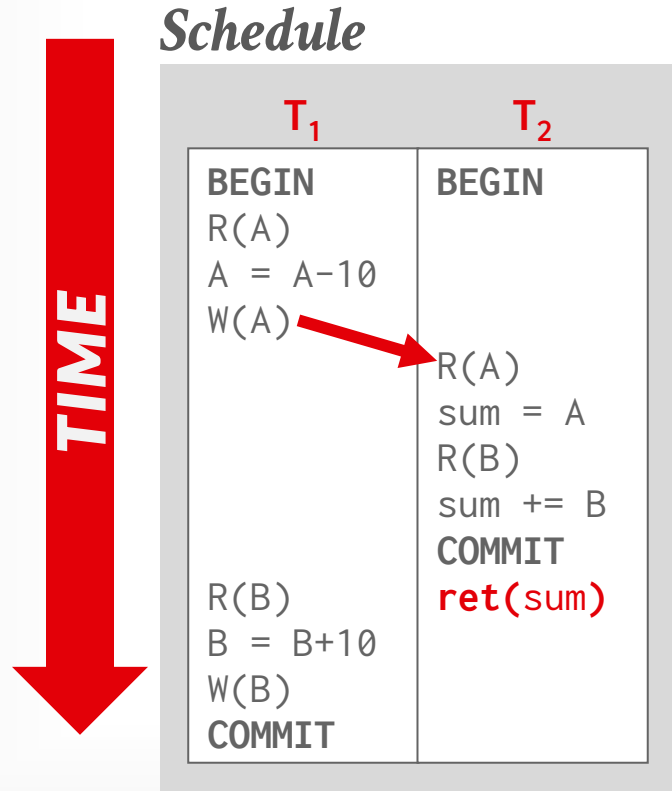 Schedule
TIME
T₁ T₂
BEGIN BEGIN
R(A)
A = A-10
W(A)
R(A)
sum = A
R(B)
sum += B
COMMIT
R(B) ret(sum)
B = B+10
W(B)
COMMIT